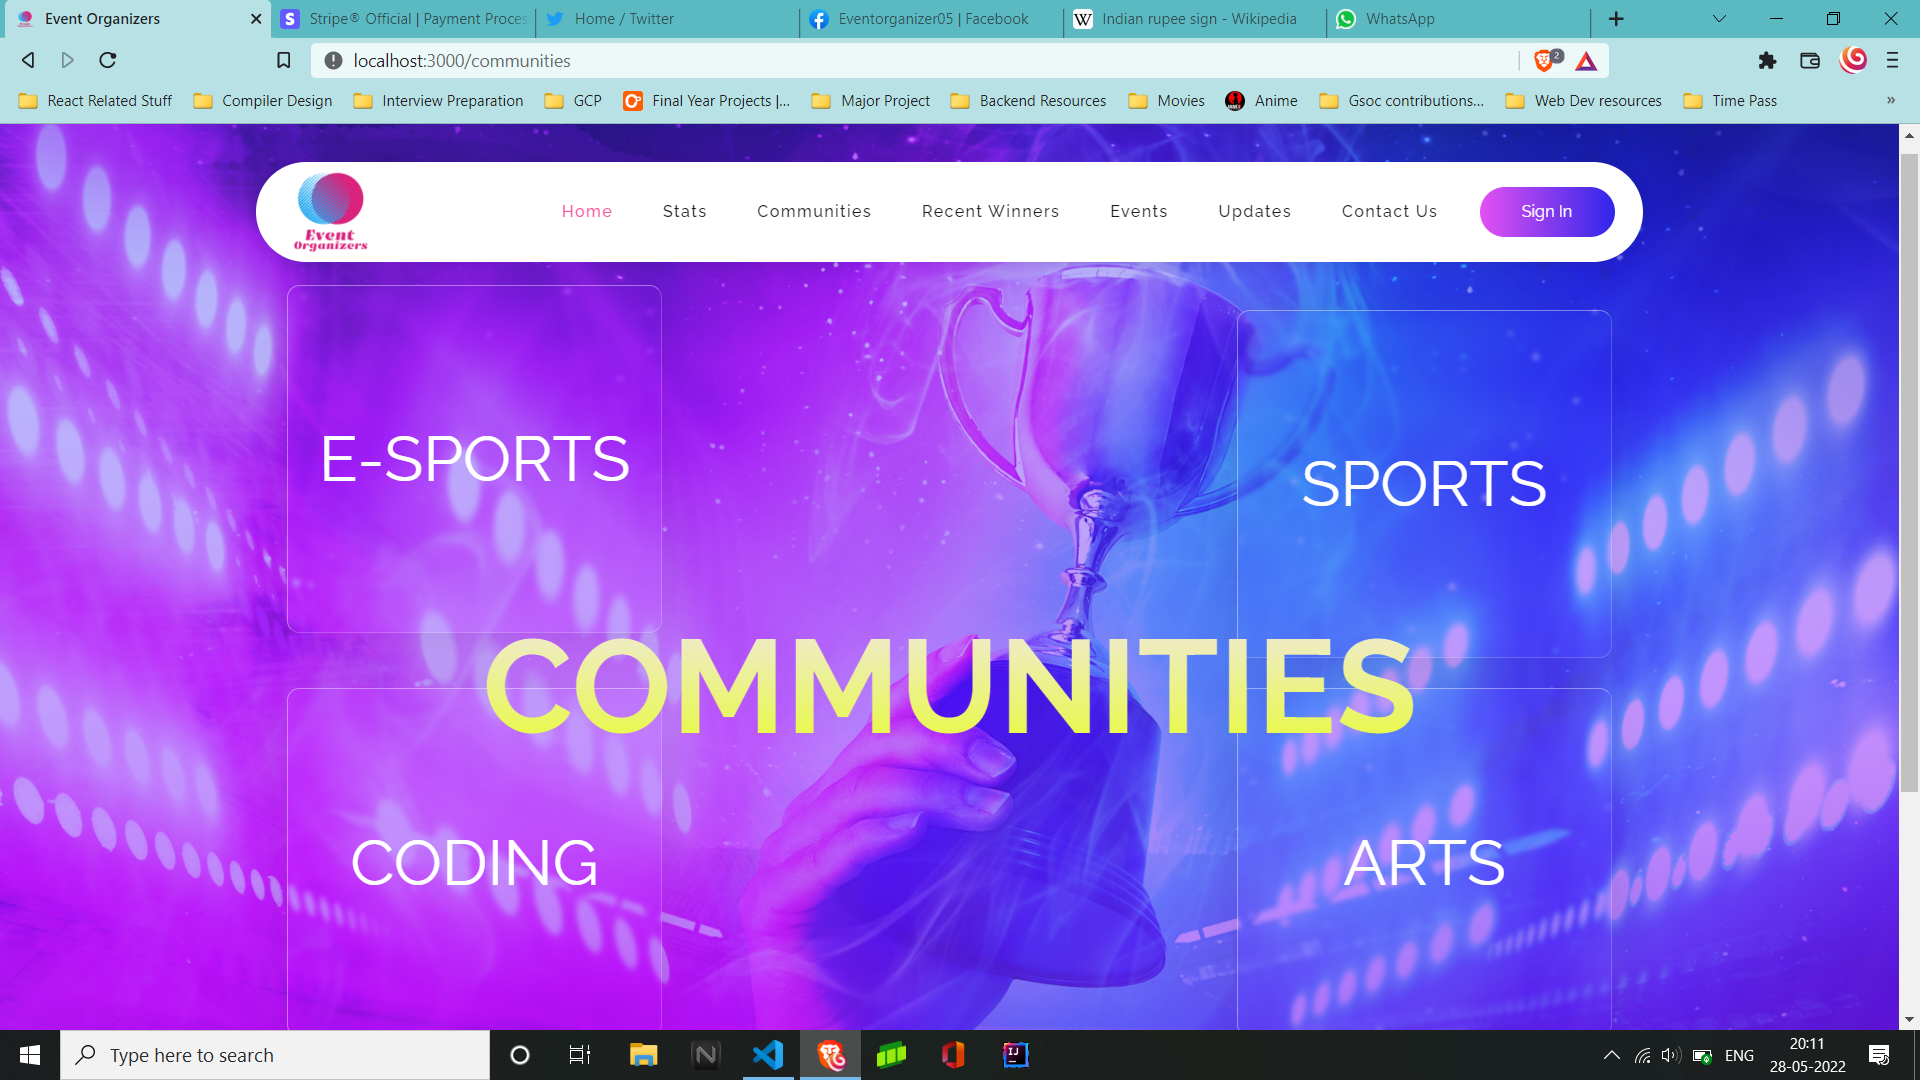 Event Organizers
Stripe® Official | Payment Proces
Home / Twitter
Eventorganizer05 | Facebook
W Indian rupee sign - Wikipedia
WhatsApp
localhost:3000/communities
2
React Related Stuff
Compiler Design
Interview Preparation
GCP
Final Year Projects |...
Major Project
Backend Resources
Movies
Anime
Gsoc contributions...
Web Dev resources
Time Pass
»
Event
Organizers
Home
Stats
Communities
Recent Winners
Events
Updates
Contact Us
Sign In
E-SPORTS
SPORTS
COMMUNITIES
CODING
ARTS
Type here to search
ENG
20:11
28-05-2022